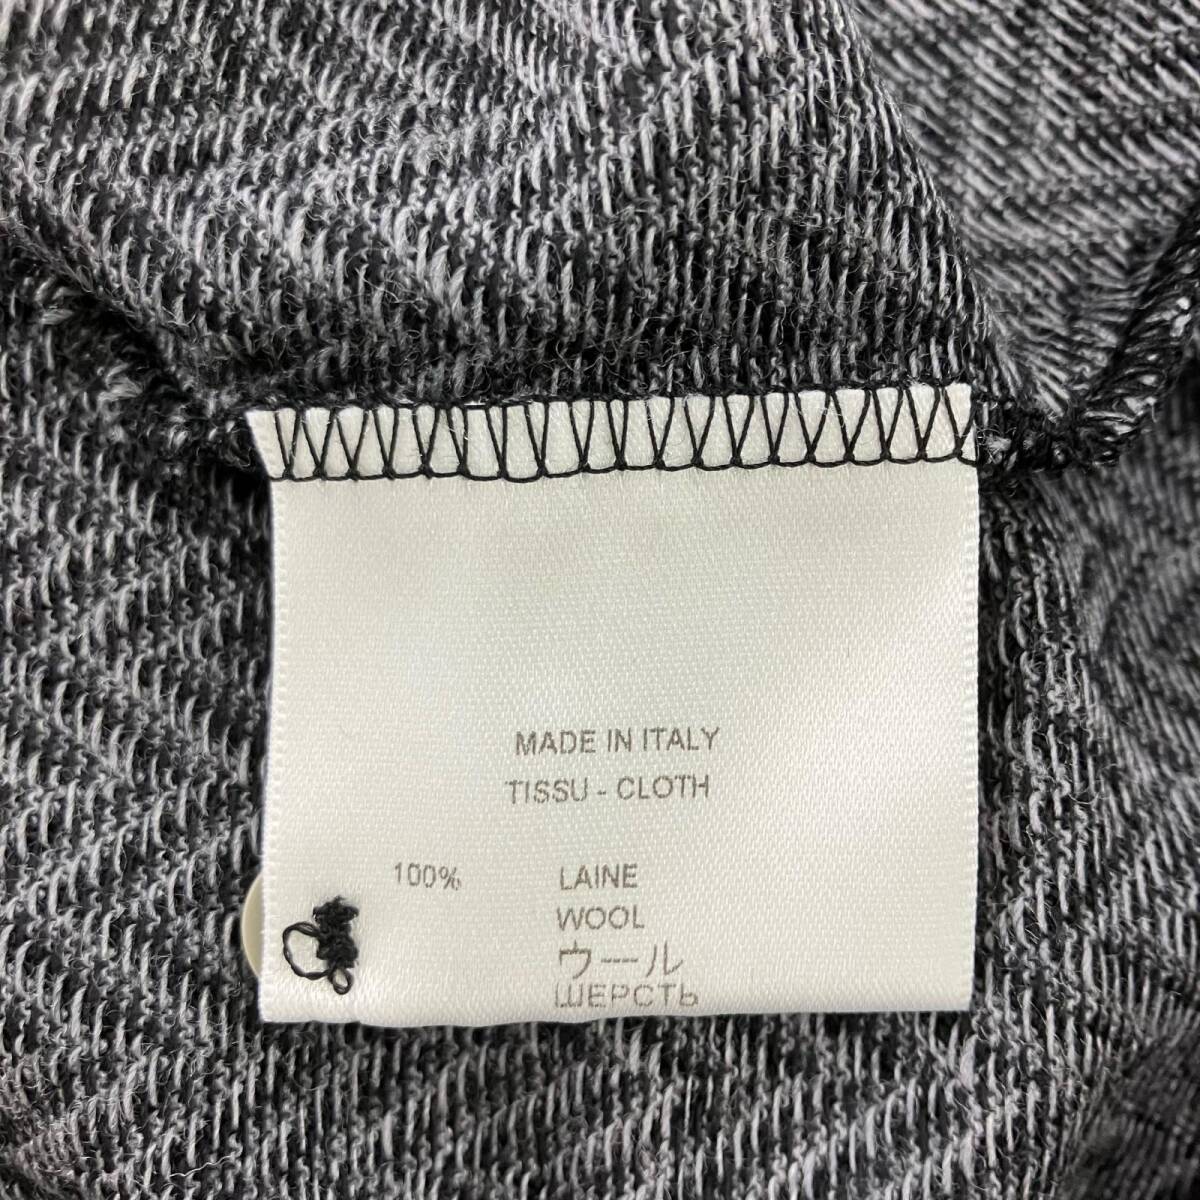 MADE IN ITALY
TISSU - CLOTH
100% LAINE
WOOL
ウール
ШЕРСТЬ